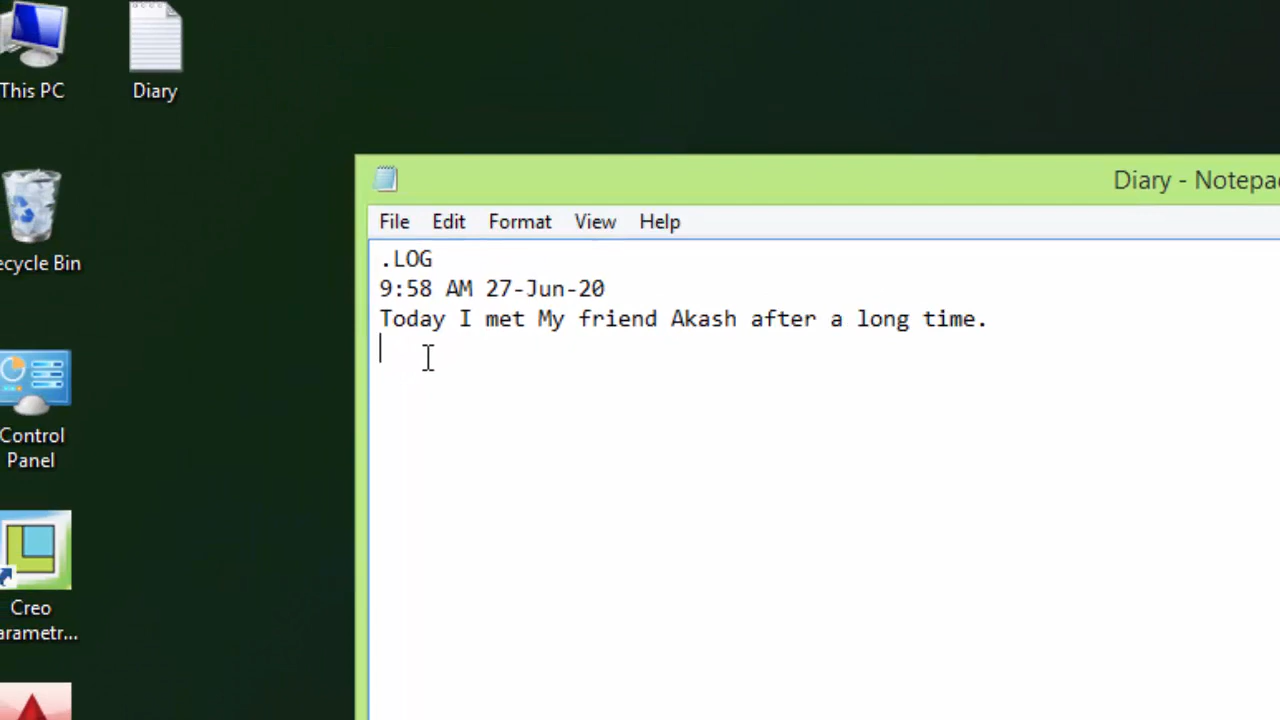 This PC
Diary
ecycle Bin
Control
Panel
Creo
arametr...
Diary - Notepa
File Edit Format View Help
.LOG
9:58 AM 27-Jun-20
Today I met My friend Akash after a long time.